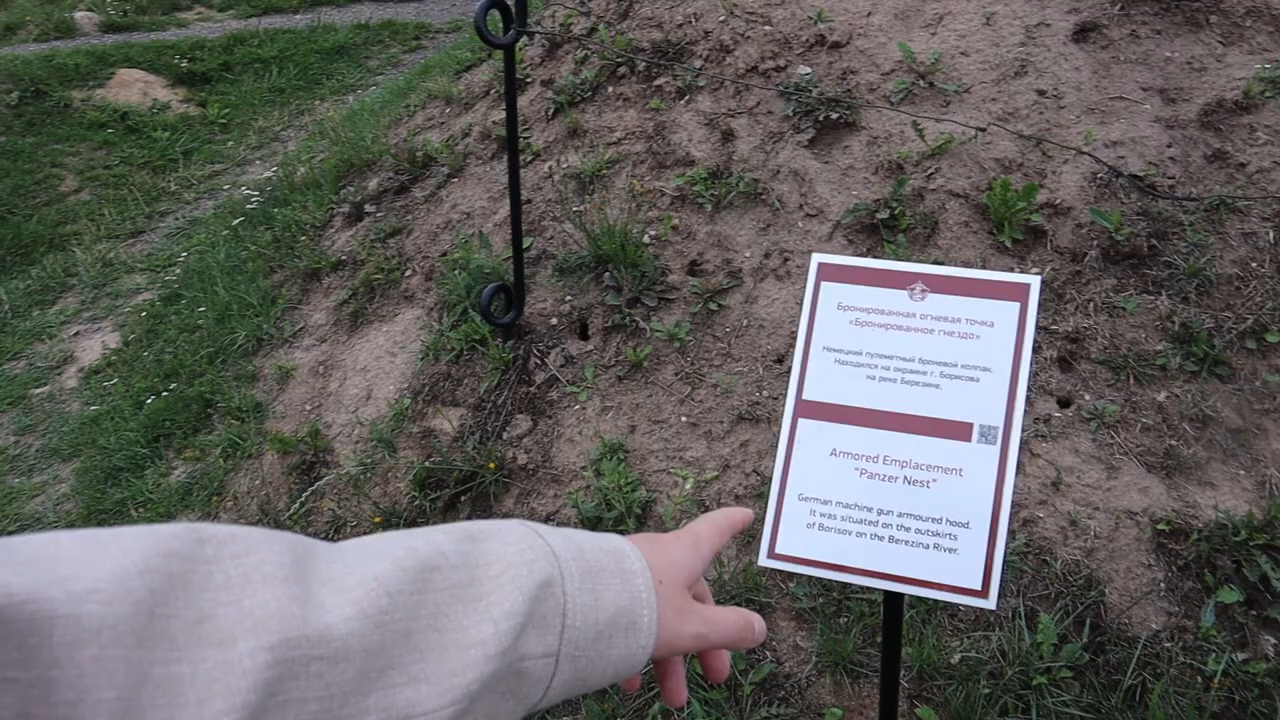 Бронированная огневая точка
«Бронированное гнездо»
Немецкий пулеметный броневой колпак.
Находился на окраине г. Борисова
на реке Березине.
Armored Emplacement
"Panzer Nest"
German machine gun armoured hood.
It was situated on the outskirts
of Borisov on the Berezina River.